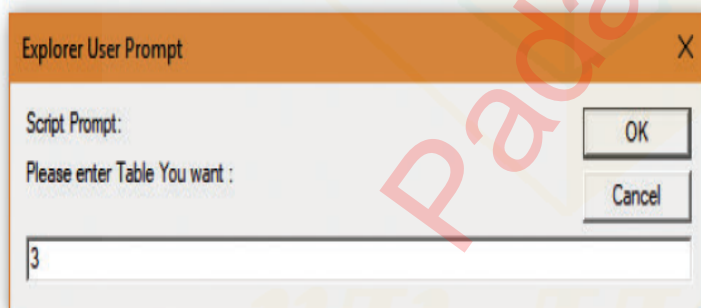 Explorer User Prompt
X
Script Prompt:
OK
Please enter Table You want :
Cancel
3
Pada